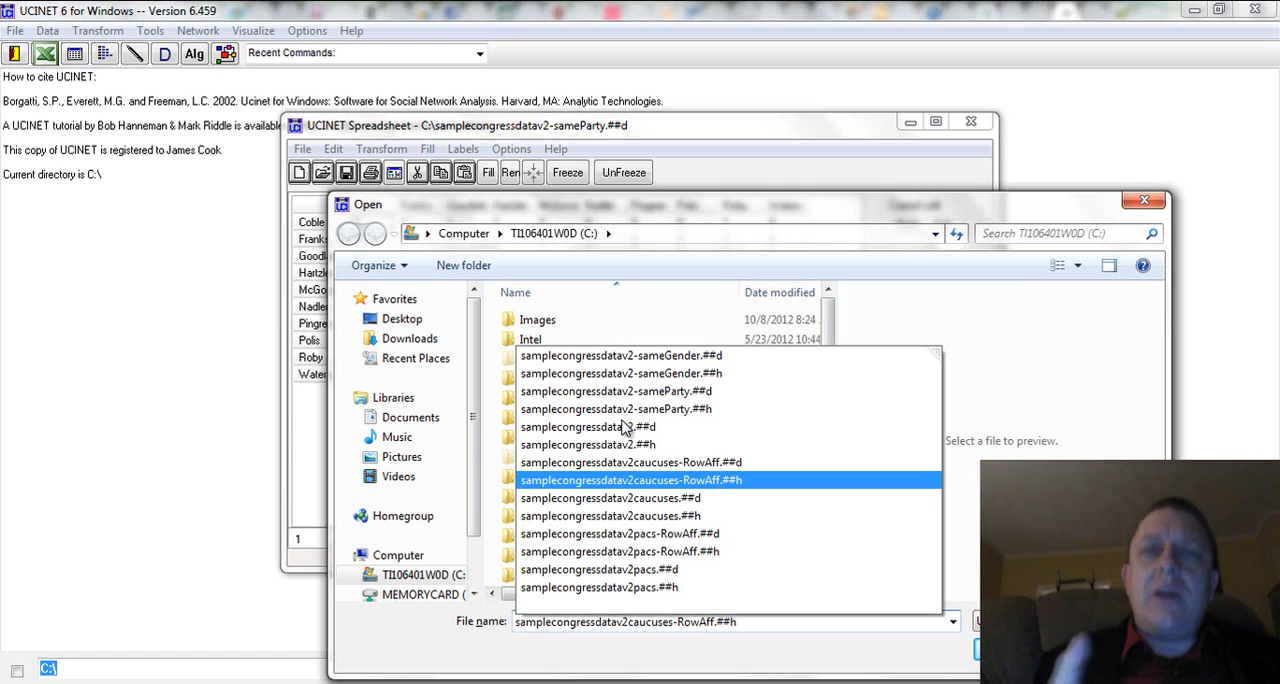 UCINET 6 for Windows -- Version 6.459
File Data Transform Tools Network Visualize Options Help
D Alg Recent Commands:
How to cite UCINET:
Borgatti, S.P., Everett, M.G. and Freeman, L.C. 2002. Ucinet for Windows: Software for Social Network Analysis. Harvard, MA: Analytic Technologies.
A UCINET tutorial by Bob Hanneman & Mark Riddle is available
This copy of UCINET is registered to James Cook
Current directory is C:\
UCINET Spreadsheet - C:\samplecongressdatav2-sameParty.##d
File Edit Transform Fill Labels Options Help
Fill Ren Freeze UnFreeze
Coble
Franks
Goodl
Hartzle
McGo
Nadler
Pingre
Polis
Roby
Water
1
Open
Computer TI106401W0D (C:) Search TI106401W0D (C:)
Organize New folder
Favorites
Desktop
Downloads
Recent Places
Libraries
Documents
Music
Pictures
Videos
Homegroup
Computer
TI106401W0D (C:
MEMORYCARD (
Name Date modified
Images 10/8/2012 8:24
Intel 5/23/2012 10:44
samplecongressdatav2-sameGender.##d
samplecongressdatav2-sameGender.##h
samplecongressdatav2-sameParty.##d
samplecongressdatav2-sameParty.##h
samplecongressdatav2.##d
samplecongressdatav2.##h
samplecongressdatav2caucuses-RowAff.##d
samplecongressdatav2caucuses-RowAff.##h
samplecongressdatav2caucuses.##d
samplecongressdatav2caucuses.##h
samplecongressdatav2pacs-RowAff.##d
samplecongressdatav2pacs-RowAff.##h
samplecongressdatav2pacs.##d
samplecongressdatav2pacs.##h
Select a file to preview.
File name: samplecongressdatav2caucuses-RowAff.##h
C:\